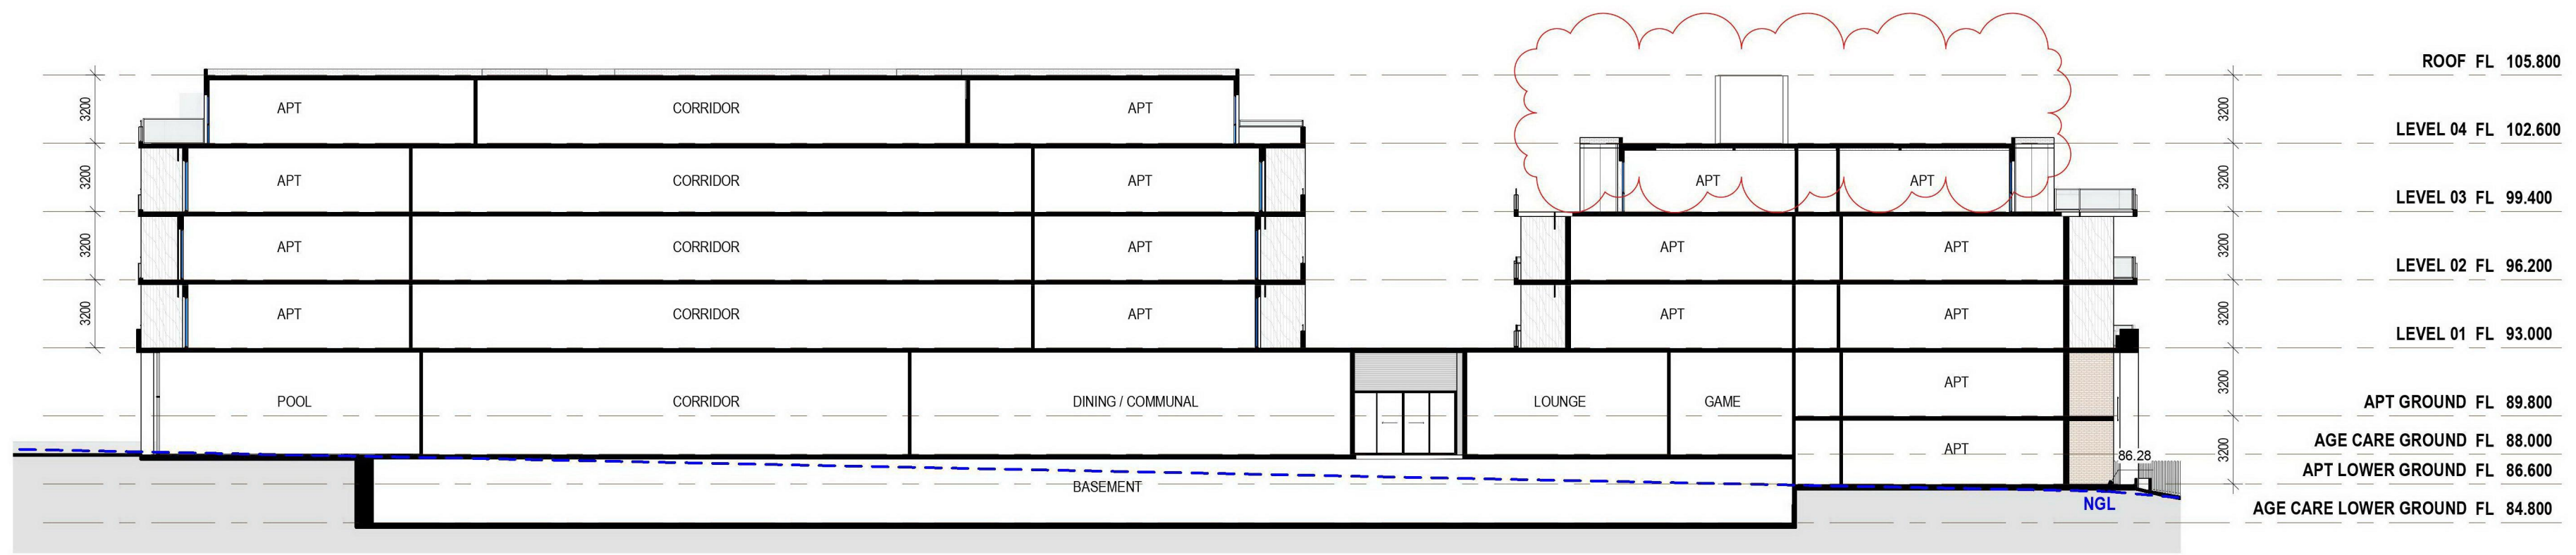 ROOF FL 105.800
3200 APT CORRIDOR APT 3200
LEVEL 04 FL 102.600
3200 APT CORRIDOR APT APT APT 3200
LEVEL 03 FL 99.400
3200 APT CORRIDOR APT APT APT 3200
LEVEL 02 FL 96.200
3200 APT CORRIDOR APT APT APT 3200
LEVEL 01 FL 93.000
APT 3200
POOL CORRIDOR DINING / COMMUNAL LOUNGE GAME APT GROUND FL 89.800
AGE CARE GROUND FL 88.000
APT 3200
86.28
APT LOWER GROUND FL 86.600
BASEMENT
NGL
AGE CARE LOWER GROUND FL 84.800